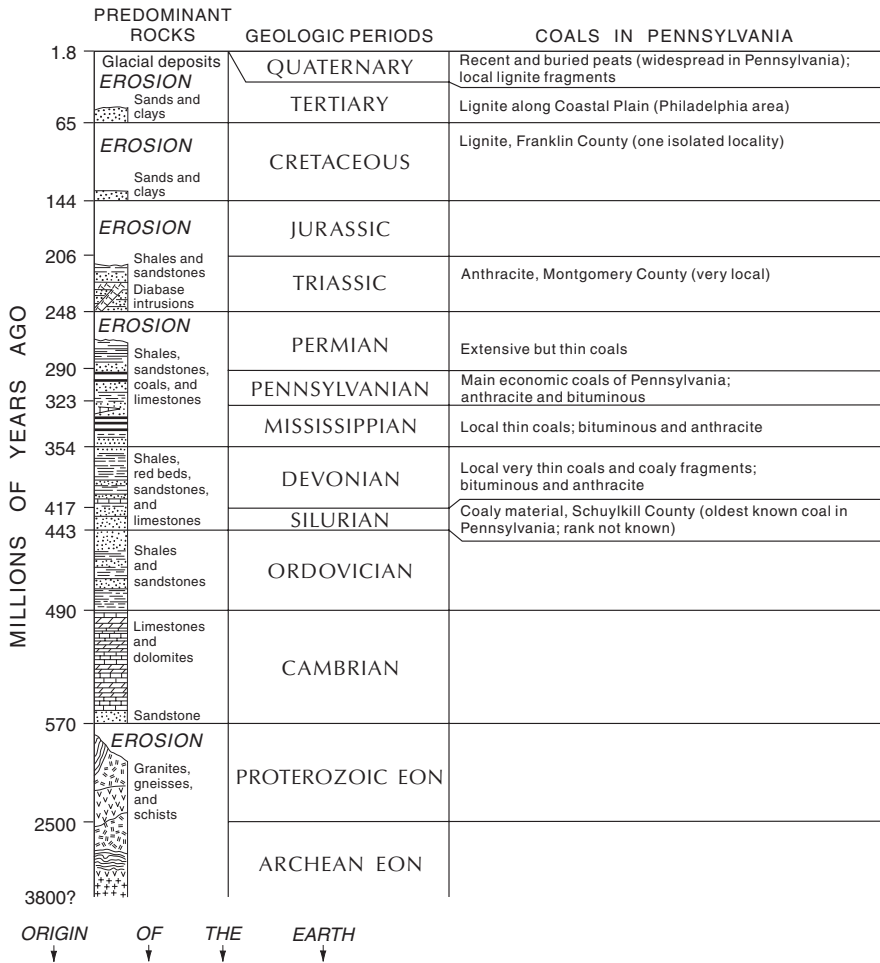 PREDOMINANT
ROCKS
GEOLOGIC PERIODS
COALS IN PENNSYLVANIA
MILLIONS OF YEARS AGO
1.8
Glacial deposits
EROSION
Sands and
clays
QUATERNARY
Recent and buried peats (widespread in Pennsylvania);
local lignite fragments
TERTIARY
Lignite along Coastal Plain (Philadelphia area)
65
EROSION
Sands and
clays
CRETACEOUS
Lignite, Franklin County (one isolated locality)
144
EROSION
JURASSIC
206
Shales and
sandstones
Diabase
intrusions
TRIASSIC
Anthracite, Montgomery County (very local)
248
EROSION
Shales,
sandstones,
coals, and
limestones
PERMIAN
Extensive but thin coals
290
PENNSYLVANIAN
Main economic coals of Pennsylvania;
anthracite and bituminous
323
MISSISSIPPIAN
Local thin coals; bituminous and anthracite
354
Shales,
red beds,
sandstones,
and
limestones
DEVONIAN
Local very thin coals and coaly fragments;
bituminous and anthracite
417
SILURIAN
Coaly material, Schuylkill County (oldest known coal in
Pennsylvania; rank not known)
443
Shales
and
sandstones
ORDOVICIAN
490
Limestones
and
dolomites
Sandstone
CAMBRIAN
570
EROSION
Granites,
gneisses,
and
schists
PROTEROZOIC EON
2500
ARCHEAN EON
3800?
ORIGIN OF THE EARTH